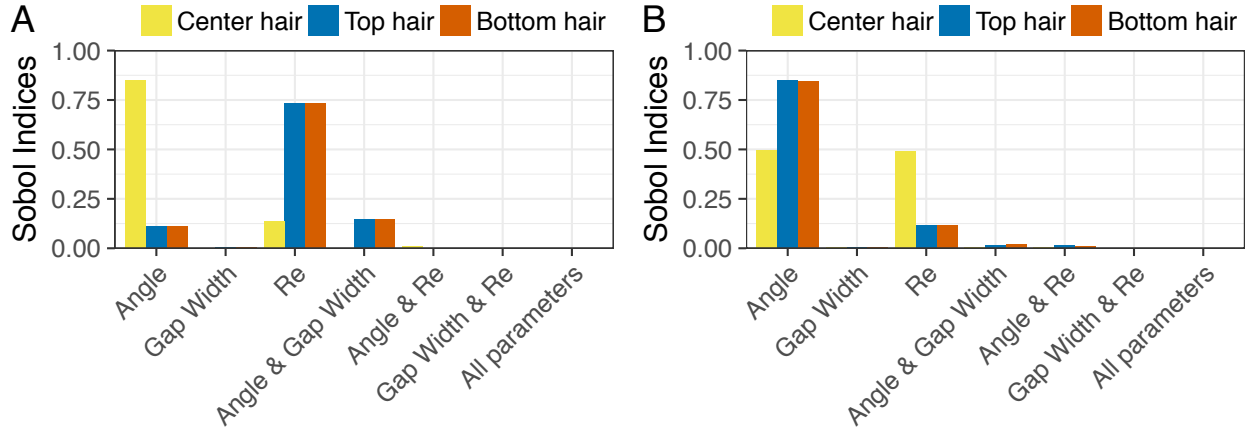 A
Center hair Top hair Bottom hair
Sobol Indices
1.00
0.75
0.50
0.25
0.00
Angle
Gap Width
Re
Angle & Gap Width
Angle & Re
Gap Width & Re
All parameters
B
Center hair Top hair Bottom hair
Sobol Indices
1.00
0.75
0.50
0.25
0.00
Angle
Gap Width
Re
Angle & Gap Width
Angle & Re
Gap Width & Re
All parameters